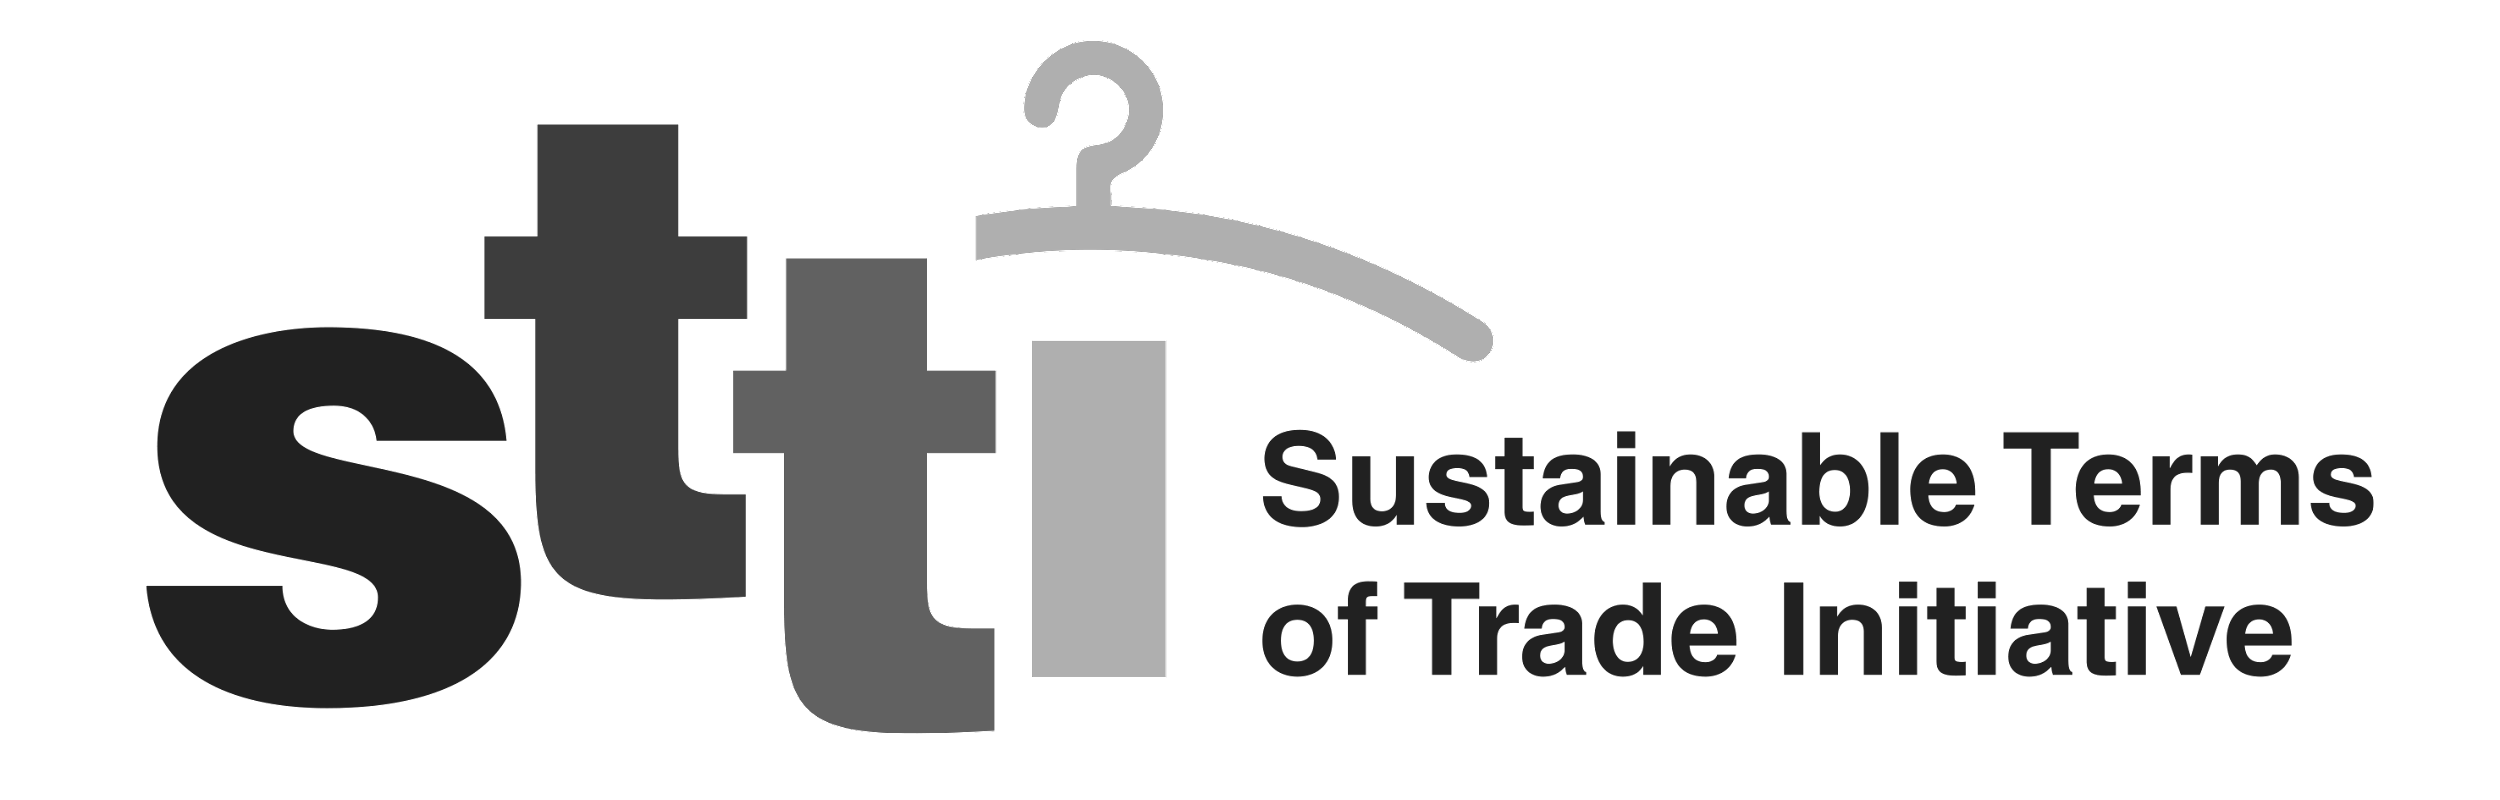 stti
Sustainable Terms
of Trade Initiative